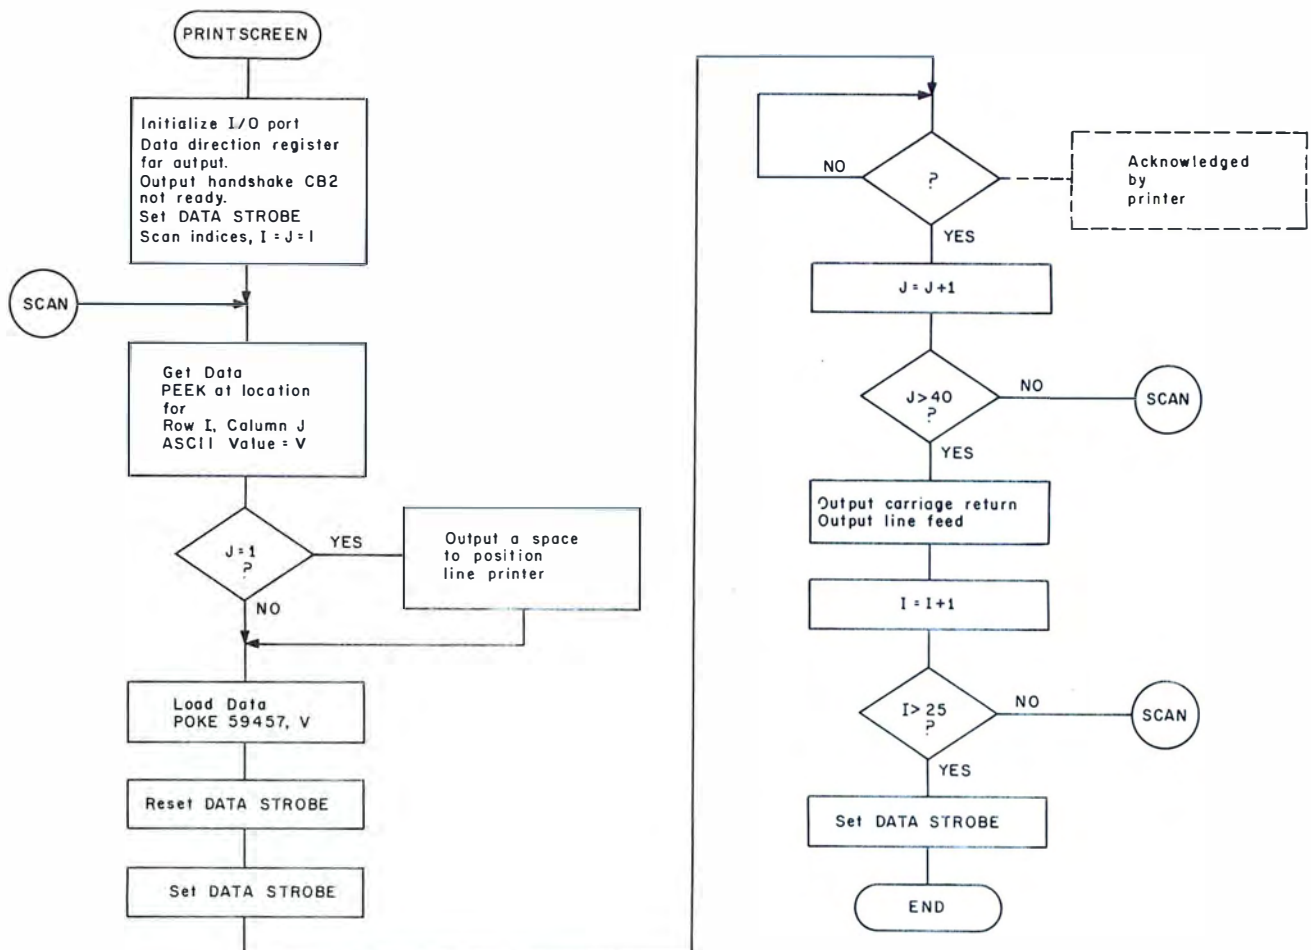 PRINTSCREEN
Initialize I/O port
Data direction register
far autput.
Output handshake CB2
not ready.
Set DATA STROBE
Scan indices, I = J = 1
SCAN
Get Data
PEEK at location
for
Row I, Calumn J
ASCII Value = V
J = 1
?
YES
NO
Output a space
to position
line printer
Load Data
POKE 59457, V
Reset DATA STROBE
Set DATA STROBE
NO
?
YES
Acknowledged
by
printer
J = J+1
J > 40
?
NO
SCAN
YES
Output carriage return
Output line feed
I = I+1
I > 25
?
NO
SCAN
YES
Set DATA STROBE
END